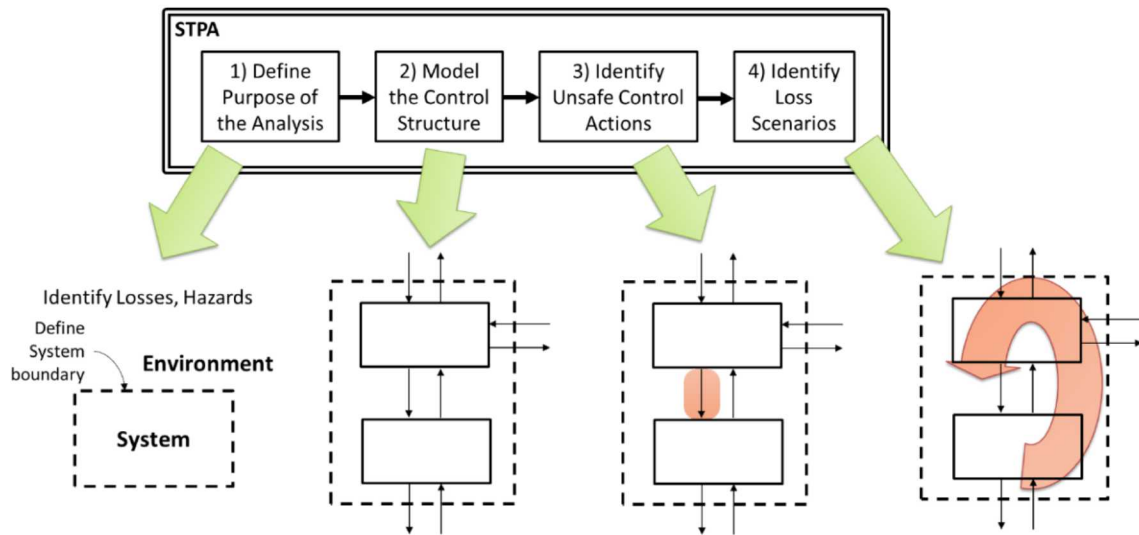 STPA
1) Define
Purpose of
the Analysis
2) Model
the Control
Structure
3) Identify
Unsafe Control
Actions
4) Identify
Loss
Scenarios
Identify Losses, Hazards
Define
System
boundary
Environment
System